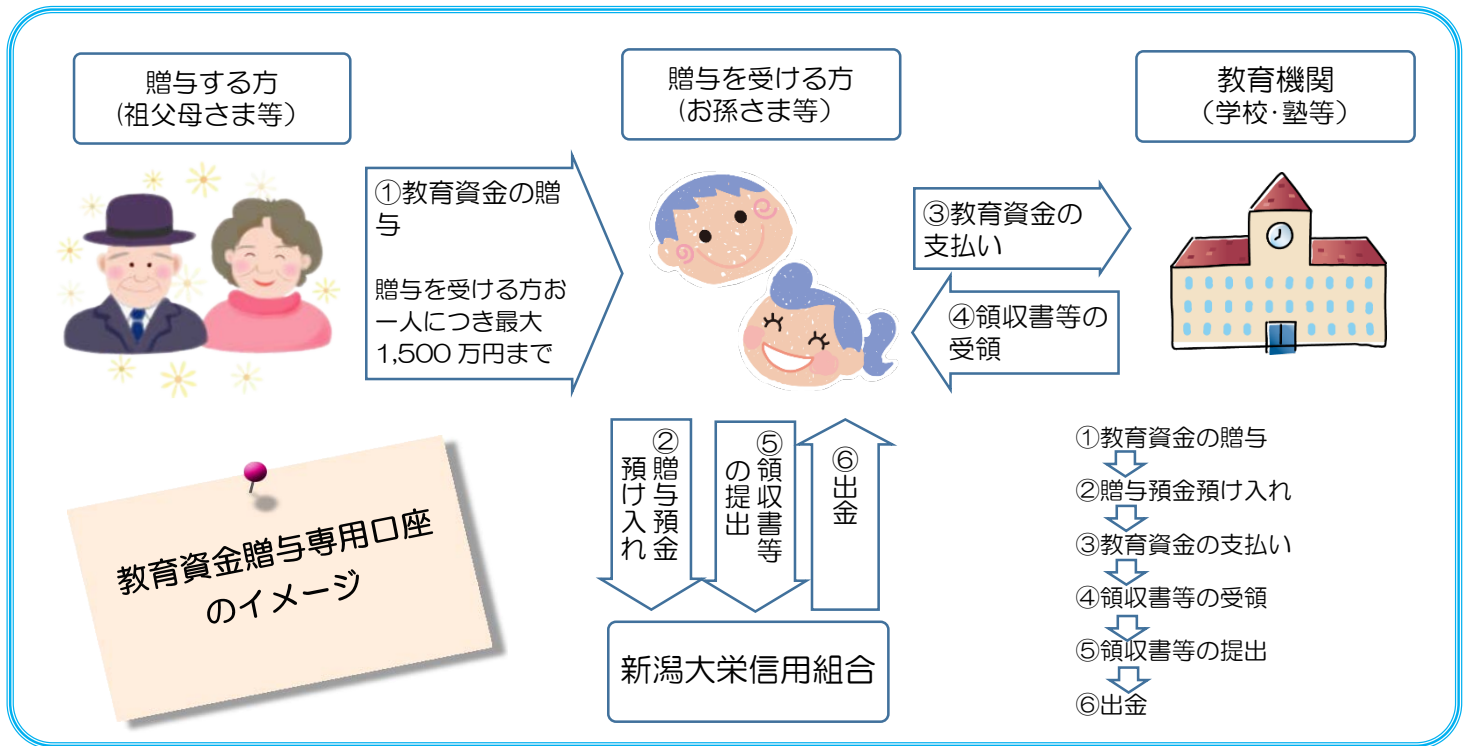 贈与する方
(祖父母さま等)
贈与を受ける方
(お孫さま等)
教育機関
(学校・塾等)
①教育資金の贈
与
贈与を受ける方お
一人につき最大
1,500 万円まで
③教育資金の
支払い
④領収書等の
受領
②贈与預金
預け入れ
⑤領収書等
の提出
⑥出金
新潟大栄信用組合
教育資金贈与専用口座
のイメージ
①教育資金の贈与
②贈与預金預け入れ
③教育資金の支払い
④領収書等の受領
⑤領収書等の提出
⑥出金